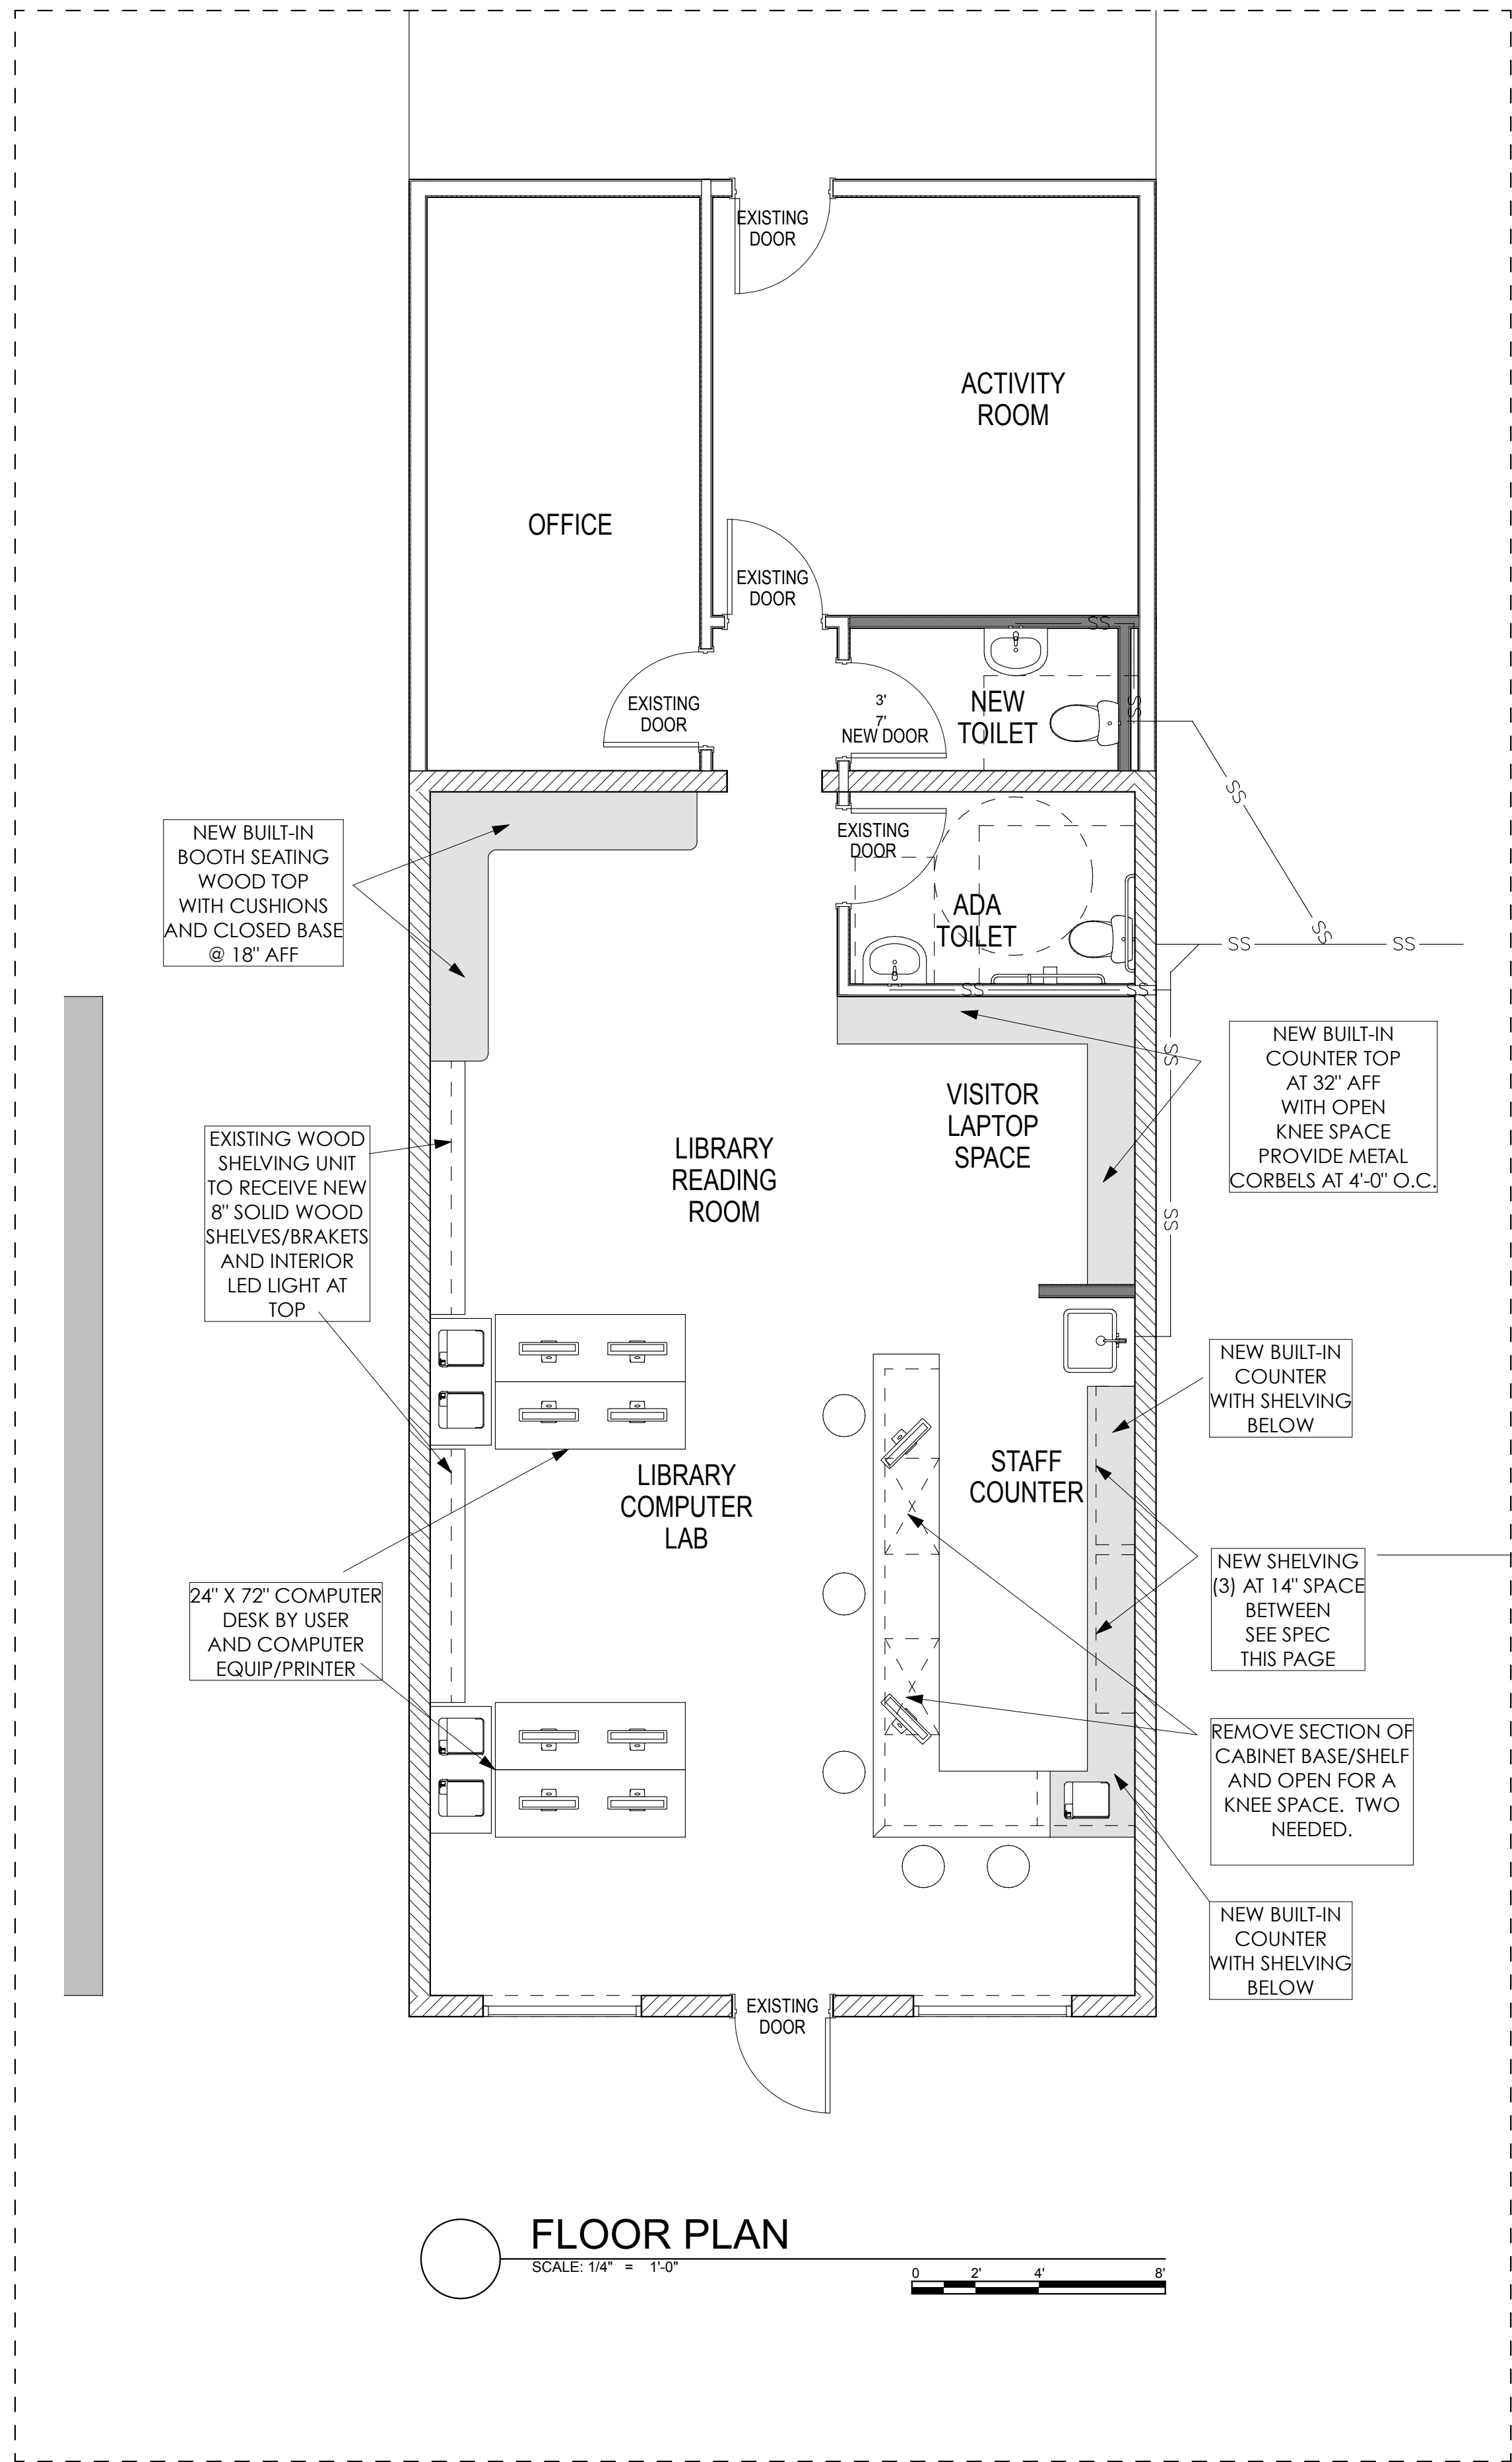 EXISTING
DOOR
ACTIVITY
ROOM
OFFICE
EXISTING
DOOR
SS
EXISTING
DOOR
3'
7'
NEW DOOR
NEW
TOILET
SS
SS
NEW BUILT-IN
BOOTH SEATING
WOOD TOP
WITH CUSHIONS
AND CLOSED BASE
@ 18" AFF
EXISTING
DOOR
ADA
TOILET
SS
SS
SS
SS
SS
NEW BUILT-IN
COUNTER TOP
AT 32" AFF
WITH OPEN
KNEE SPACE
PROVIDE METAL
CORBELS AT 4'-0" O.C.
SS
SS
VISITOR
LAPTOP
SPACE
LIBRARY
READING
ROOM
EXISTING WOOD
SHELVING UNIT
TO RECEIVE NEW
8" SOLID WOOD
SHELVES/BRAKETS
AND INTERIOR
LED LIGHT AT
TOP
NEW BUILT-IN
COUNTER
WITH SHELVING
BELOW
STAFF
COUNTER
LIBRARY
COMPUTER
LAB
X
X
24" X 72" COMPUTER
DESK BY USER
AND COMPUTER
EQUIP/PRINTER
NEW SHELVING
(3) AT 14" SPACE
BETWEEN
SEE SPEC
THIS PAGE
REMOVE SECTION OF
CABINET BASE/SHELF
AND OPEN FOR A
KNEE SPACE. TWO
NEEDED.
NEW BUILT-IN
COUNTER
WITH SHELVING
BELOW
EXISTING
DOOR
FLOOR PLAN
SCALE: 1/4" = 1'-0"
0 2' 4' 8'